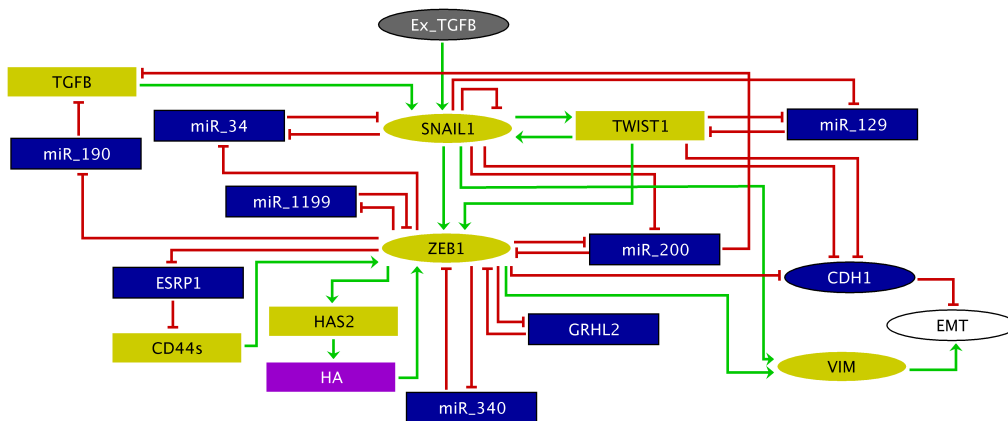 Ex_TGFB
TGFB
miR_34
SNAIL1
TWIST1
miR_129
miR_190
miR_1199
ZEB1
miR_200
ESRP1
CDH1
HAS2
GRHL2
EMT
CD44s
HA
VIM
miR_340